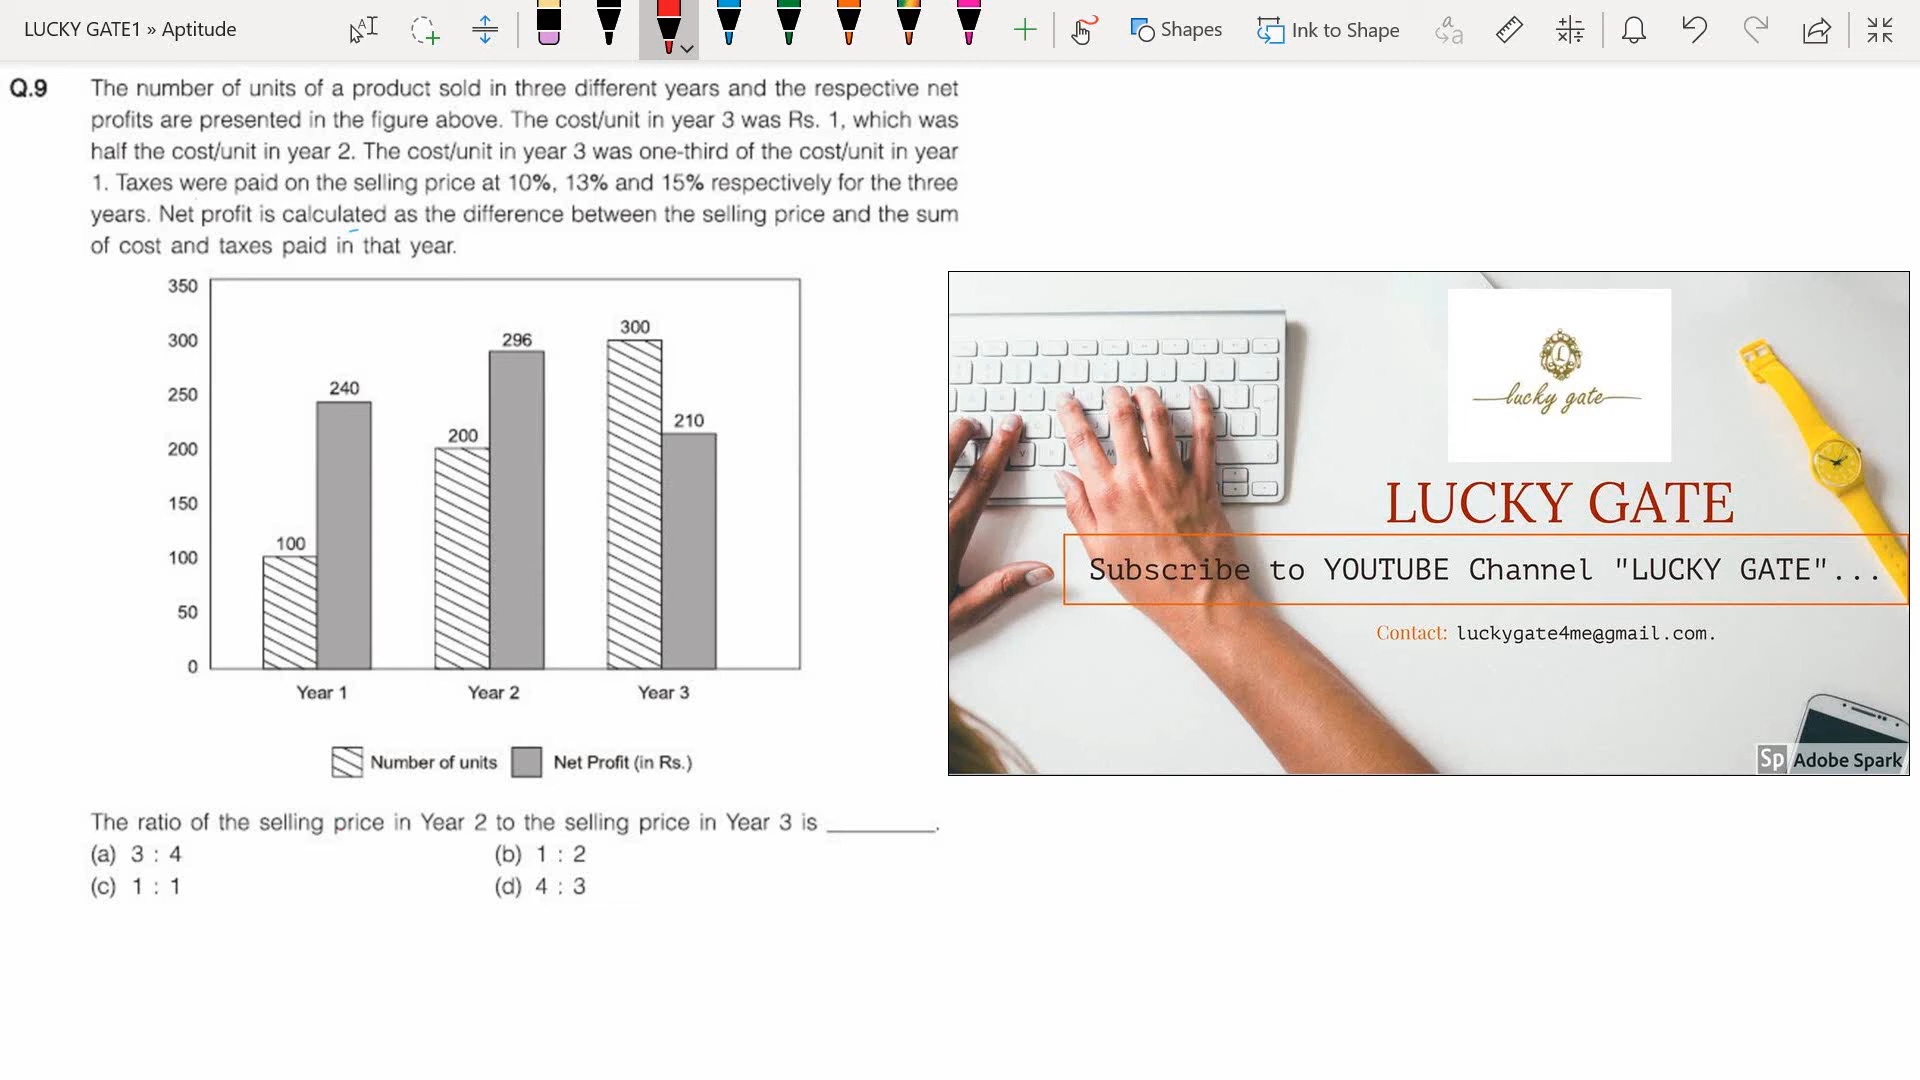 LUCKY GATE1 » Aptitude
Shapes
Ink to Shape
Q.9 The number of units of a product sold in three different years and the respective net
profits are presented in the figure above. The cost/unit in year 3 was Rs. 1, which was
half the cost/unit in year 2. The cost/unit in year 3 was one-third of the cost/unit in year
1. Taxes were paid on the selling price at 10%, 13% and 15% respectively for the three
years. Net profit is calculated as the difference between the selling price and the sum
of cost and taxes paid in that year.
350
300
250
200
150
100
50
0
100
240
200
296
300
210
Year 1
Year 2
Year 3
Number of units
Net Profit (in Rs.)
The ratio of the selling price in Year 2 to the selling price in Year 3 is _________.
(a) 3 : 4
(b) 1 : 2
(c) 1 : 1
(d) 4 : 3
L
lucky gate
LUCKY GATE
Subscribe to YOUTUBE Channel "LUCKY GATE"...
Contact: luckygate4me@gmail.com.
Sp Adobe Spark